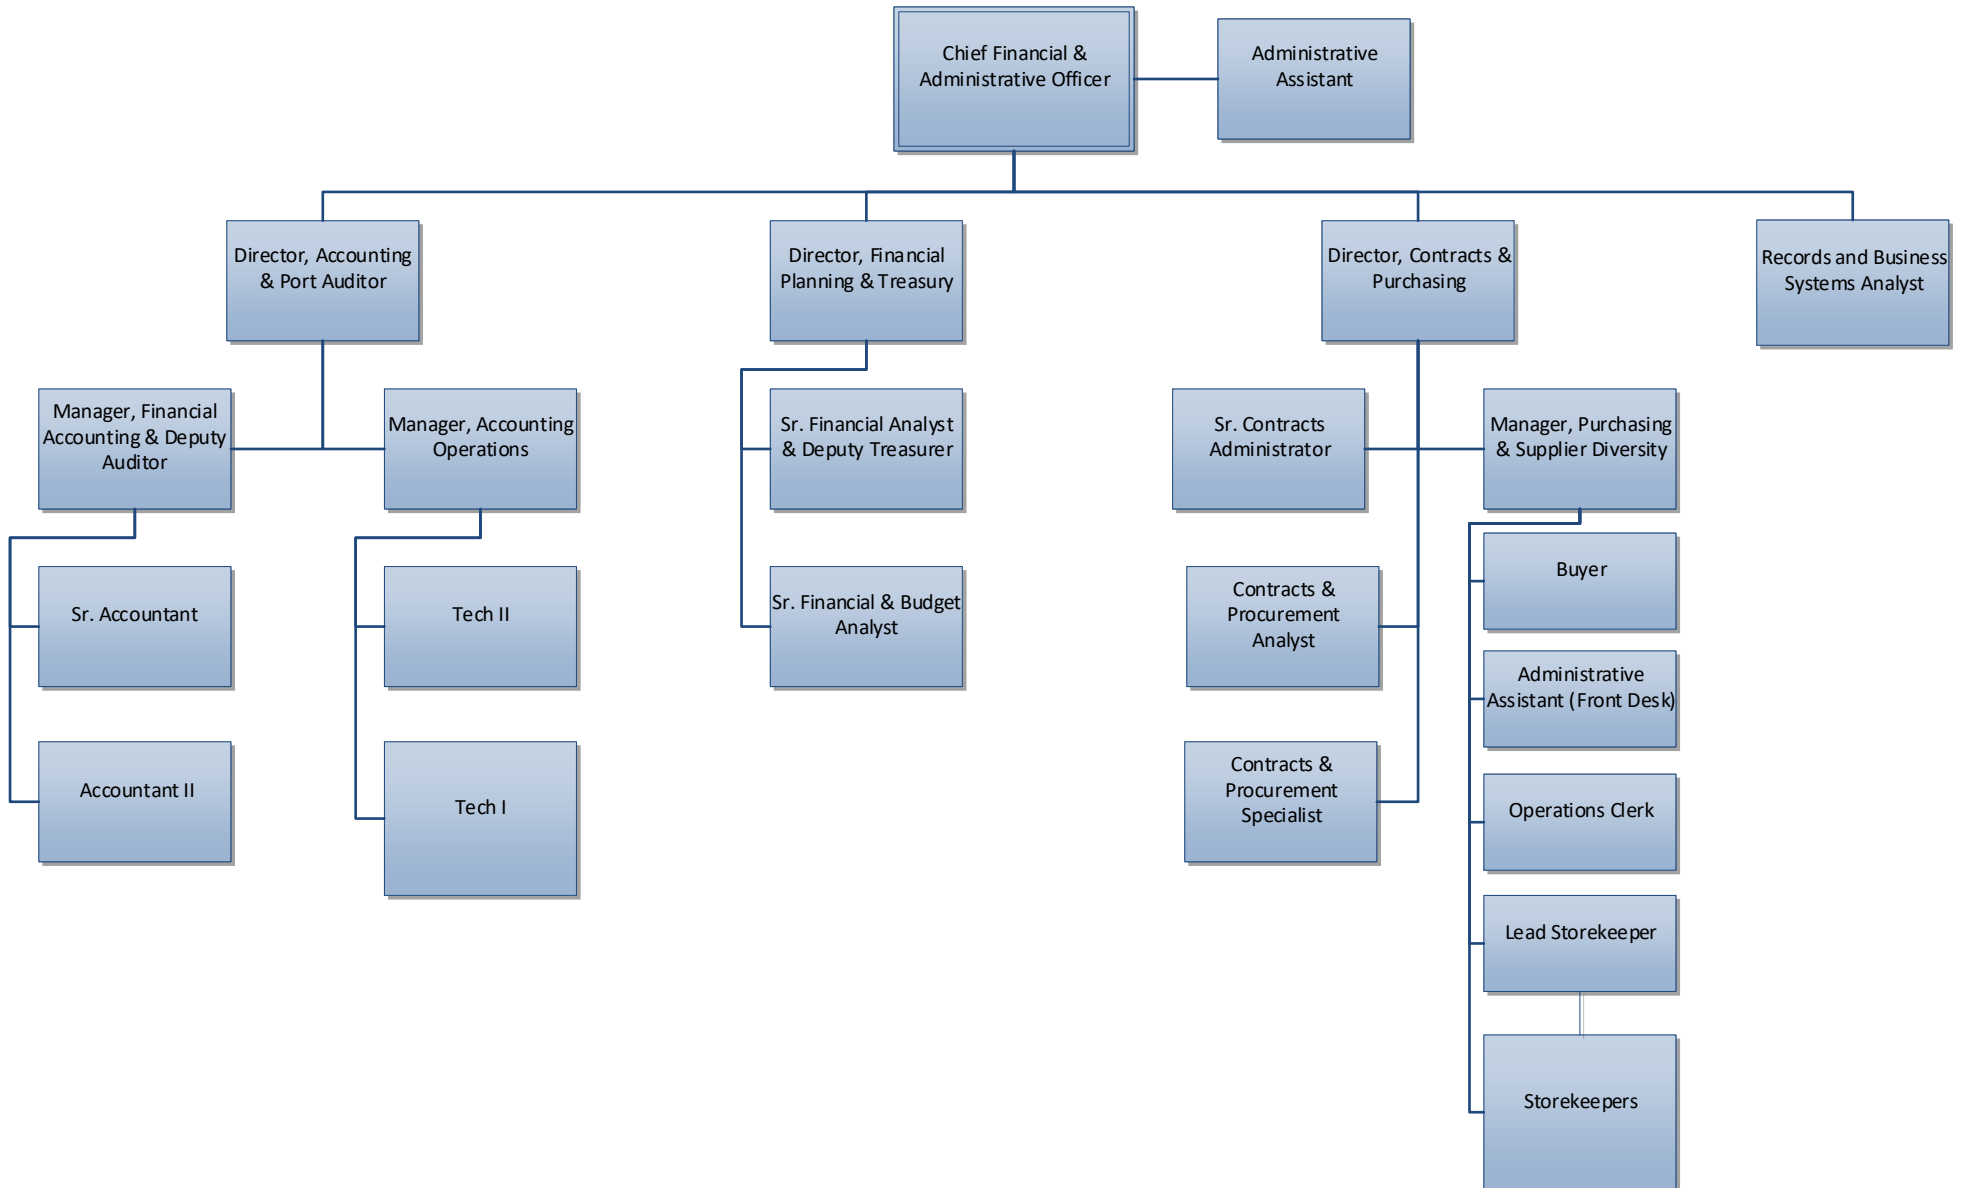 Chief Financial &
Administrative Officer
Administrative
Assistant
Director, Accounting
& Port Auditor
Director, Financial
Planning & Treasury
Director, Contracts &
Purchasing
Records and Business
Systems Analyst
Manager, Financial
Accounting & Deputy
Auditor
Manager, Accounting
Operations
Sr. Financial Analyst
& Deputy Treasurer
Sr. Contracts
Administrator
Manager, Purchasing
& Supplier Diversity
Sr. Accountant
Tech II
Sr. Financial & Budget
Analyst
Contracts &
Procurement
Analyst
Buyer
Administrative
Assistant (Front Desk)
Accountant II
Tech I
Contracts &
Procurement
Specialist
Operations Clerk
Lead Storekeeper
Storekeepers